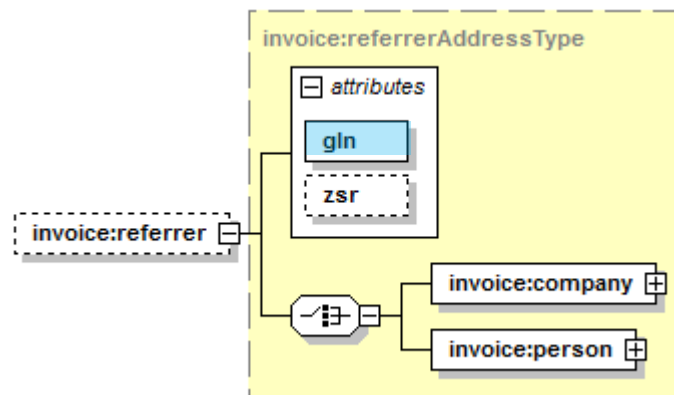 invoice:referrerAddressType
attributes
gln
zsr
invoice:referrer
invoice:company
invoice:person